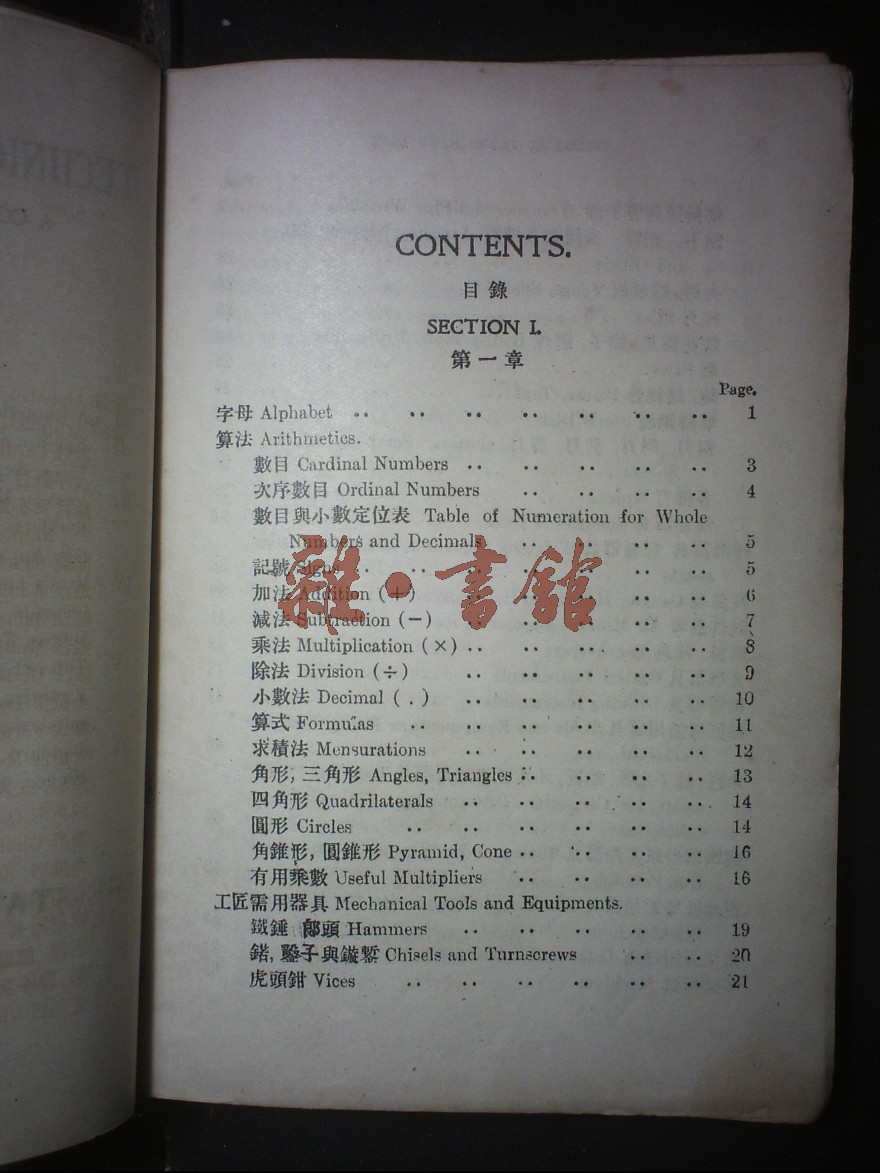 TECHNI
A CO
CONTENTS.
目錄
SECTION I.
第一章
Page.
字母 Alphabet .. .. .. .. .. .. .. 1
算法 Arithmetics.
數目 Cardinal Numbers .. .. .. .. .. 3
次序數目 Ordinal Numbers .. .. .. .. 4
數目與小數定位表 Table of Numeration for Whole
Numbers and Decimals .. .. .. .. 5
記號 Signs .. .. .. .. .. .. 5
加法 Addition (+) .. .. .. .. .. 6
減法 Subtraction (−) .. .. .. .. .. 7
乘法 Multiplication (×) .. .. .. .. .. 8
除法 Division (÷) .. .. .. .. .. 9
小數法 Decimal ( . ) .. .. .. .. .. 10
算式 Formulas .. .. .. .. .. .. 11
求積法 Mensurations .. .. .. .. .. 12
角形, 三角形 Angles, Triangles .. .. .. .. 13
四角形 Quadrilaterals .. .. .. .. .. 14
圓形 Circles .. .. .. .. .. .. 14
角錐形, 圓錐形 Pyramid, Cone .. .. .. .. 16
有用乘數 Useful Multipliers .. .. .. .. 16
工匠需用器具 Mechanical Tools and Equipments.
鐵錘 郎頭 Hammers .. .. .. .. .. 19
鍩, 鑿子與鏇鏨 Chisels and Turnscrews .. .. 20
虎頭鉗 Vices .. .. .. .. .. .. 21
雜·書館